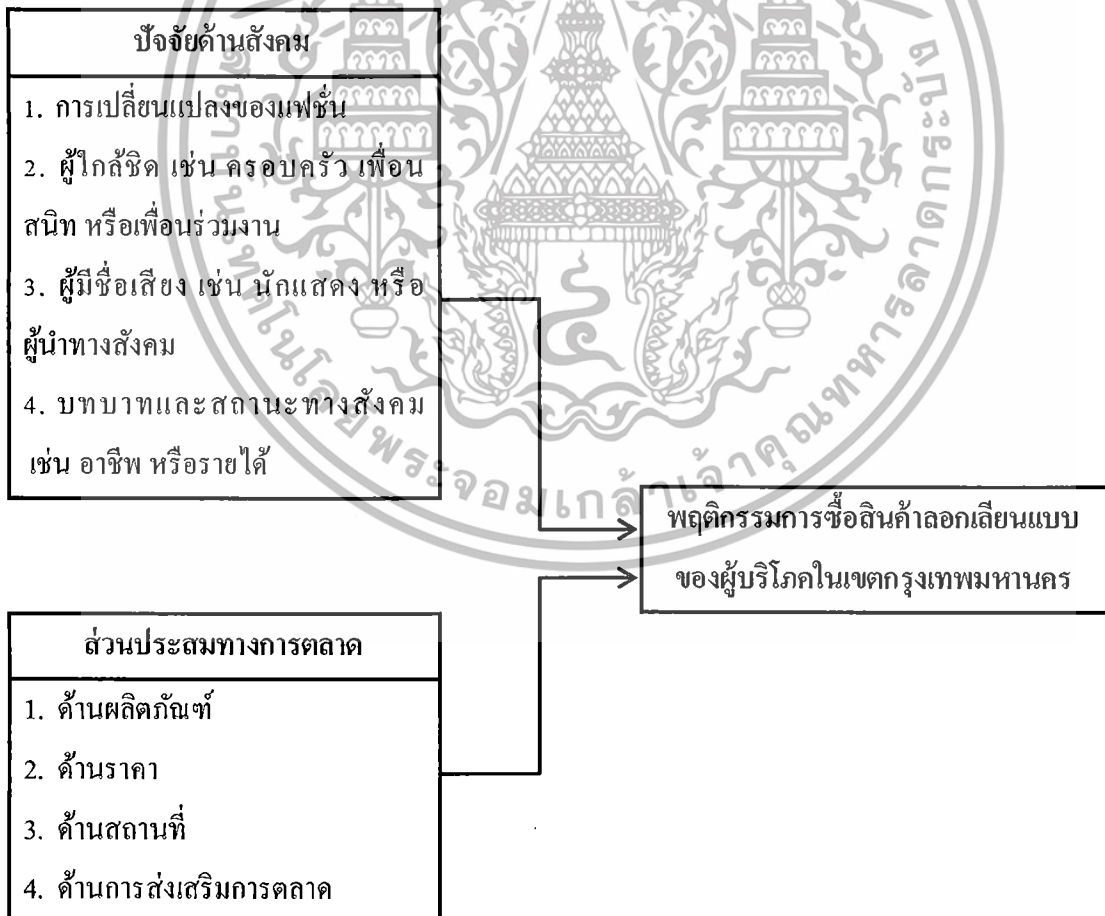 ปัจจัยด้านสังคม
1. การเปลี่ยนแปลงของแฟชั่น
2. ผู้ใกล้ชิด เช่น ครอบครัว เพื่อน
สนิท หรือเพื่อนร่วมงาน
3. ผู้มีชื่อเสียง เช่น นักแสดง หรือ
ผู้นำทางสังคม
4. บทบาทและสถานะทางสังคม
เช่น อาชีพ หรือรายได้
พฤติกรรมการซื้อสินค้าลอกเลียนแบบ
ของผู้บริโภคในเขตกรุงเทพมหานคร
ส่วนประสมทางการตลาด
1. ด้านผลิตภัณฑ์
2. ด้านราคา
3. ด้านสถานที่
4. ด้านการส่งเสริมการตลาด